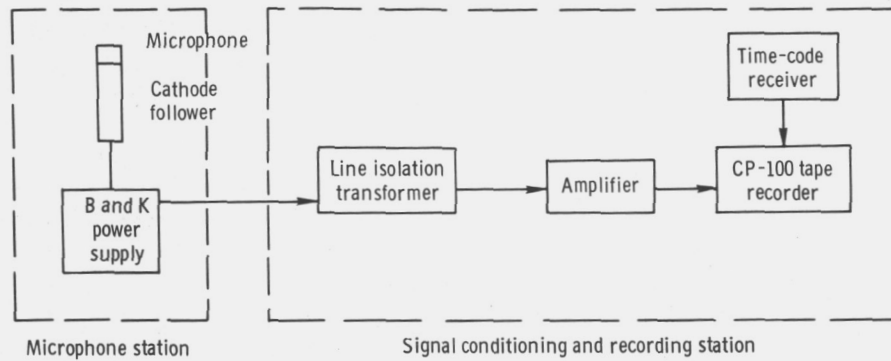 Microphone
Cathode
follower
B and K
power
supply
Microphone station
Line isolation
transformer
Amplifier
Time-code
receiver
CP-100 tape
recorder
Signal conditioning and recording station